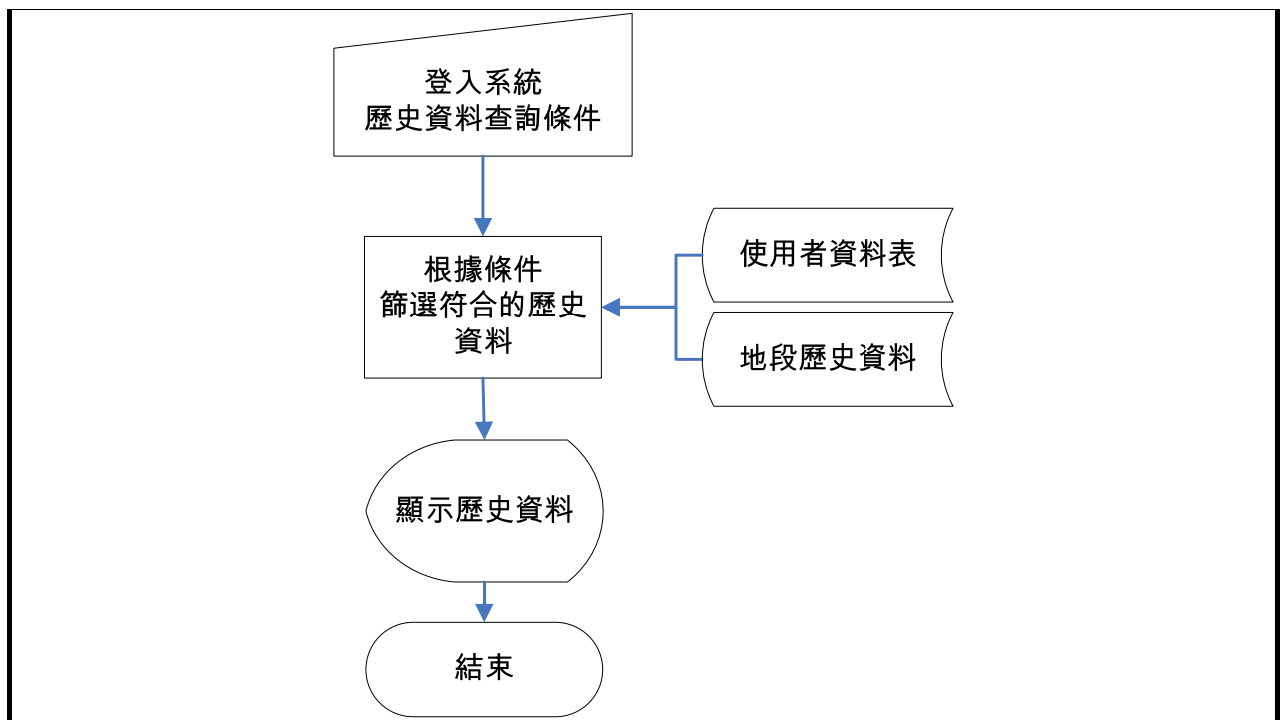 登入系統
歷史資料查詢條件
根據條件
篩選符合的歷史
資料
使用者資料表
地段歷史資料
顯示歷史資料
結束